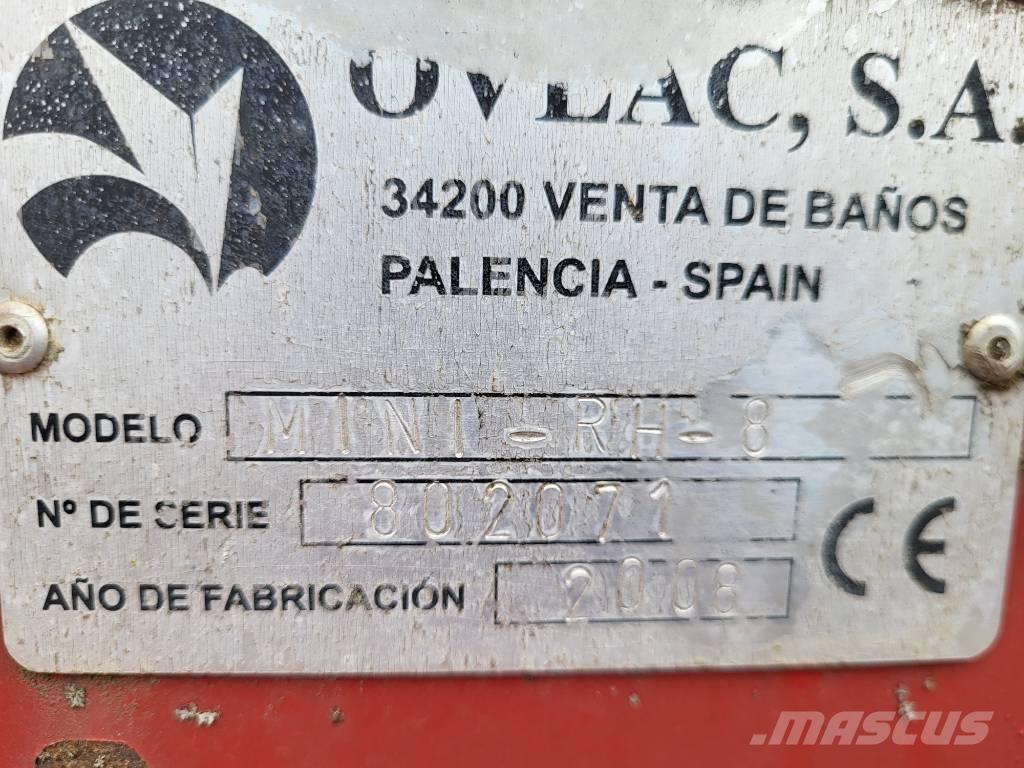 OVLAC, S.A.
34200 VENTA DE BAÑOS
PALENCIA - SPAIN
MODELO MINI-RH-8
Nº DE SERIE 802071
AÑO DE FABRICACIÓN 2008
CE
MASCUS